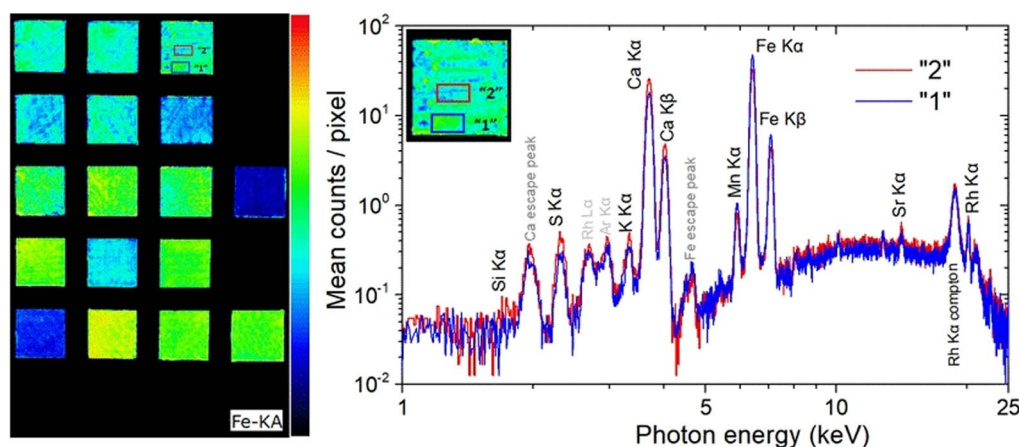 "2"
"1"
Fe-KA
Mean counts / pixel
10²
10¹
10⁰
10⁻¹
10⁻²
"2"
"1"
Si Kα
Ca escape peak
S Kα
Rh Lα
Ar Kα
K Kα
Ca Kα
Ca Kβ
Fe escape peak
Mn Kα
Fe Kα
Fe Kβ
Sr Kα
Rh Kα compton
Rh Kα
"2"
"1"
1
5
10
25
Photon energy (keV)